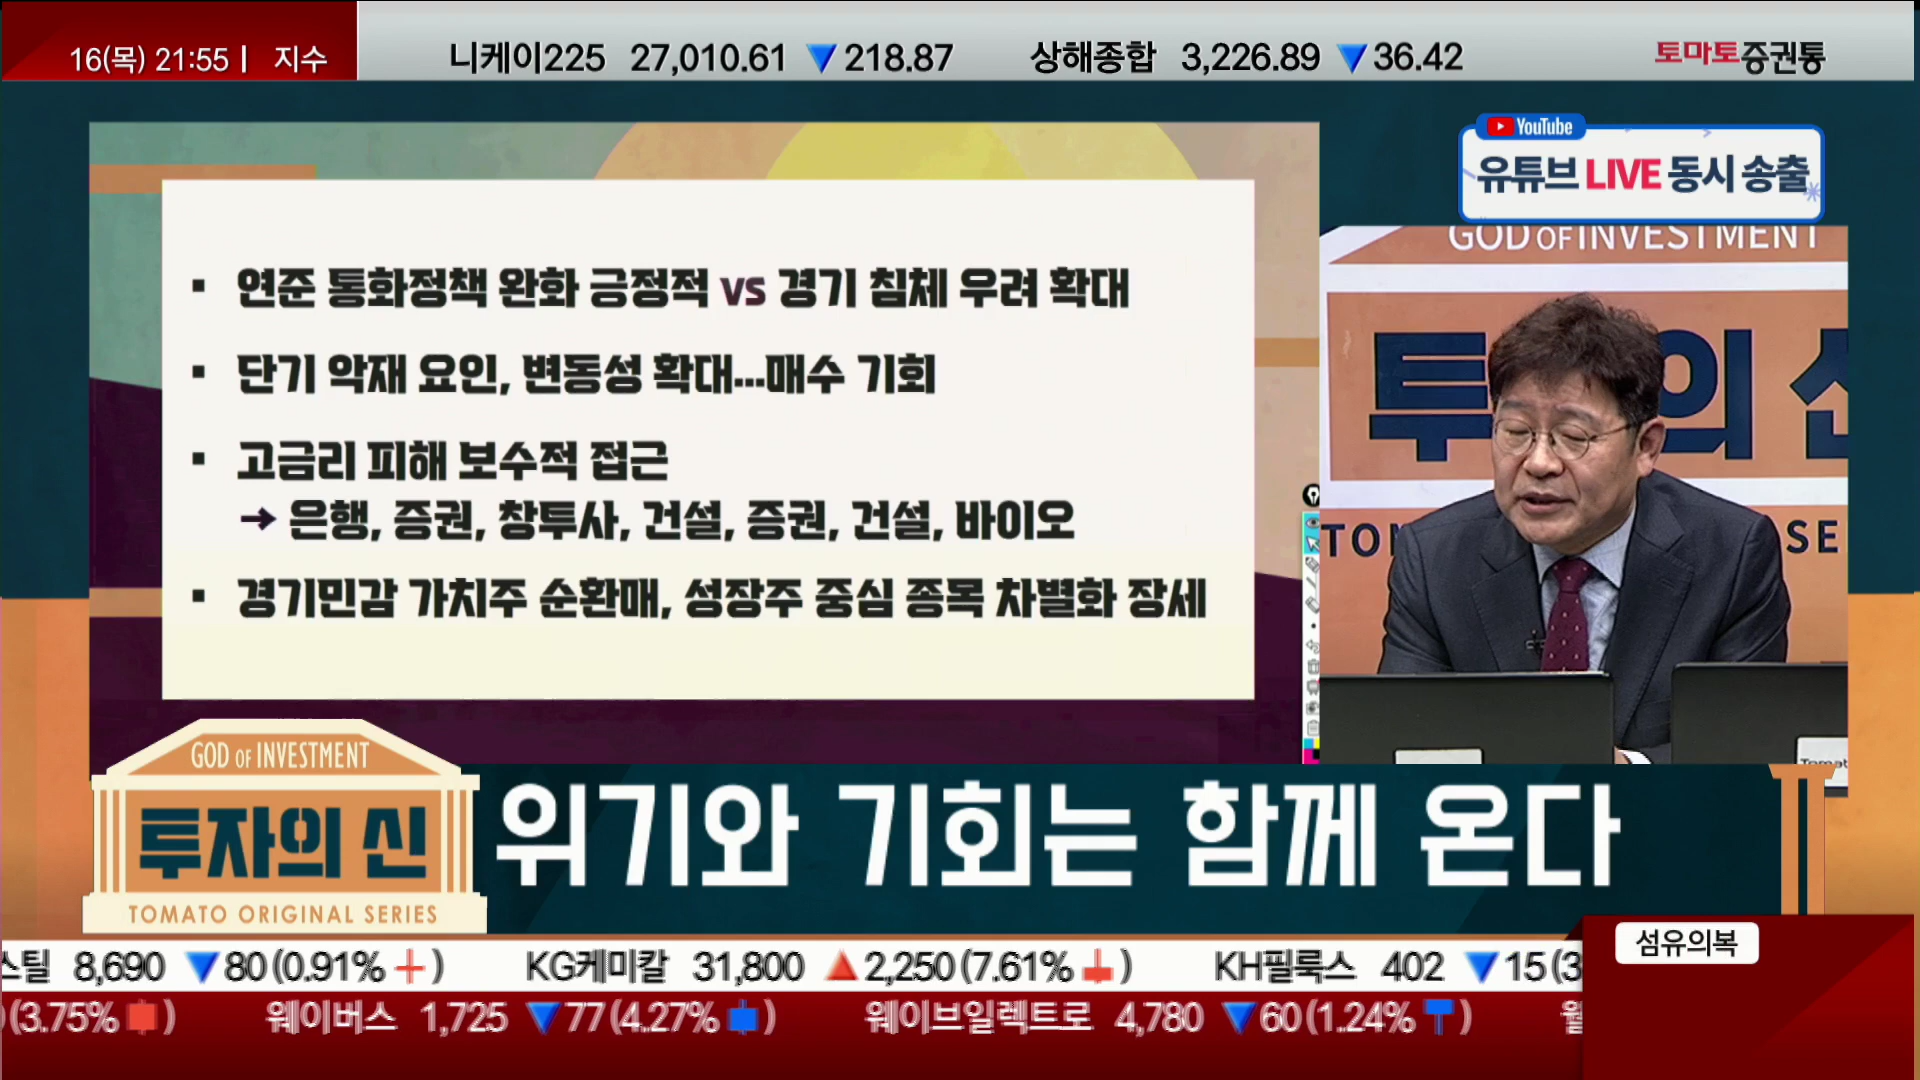 16(목) 21:55 | 지수
니케이225 27,010.61 ▼218.87 상해종합 3,226.89 ▼36.42
토마토증권통
YouTube
유튜브 LIVE 동시 송출
▪ 연준 통화정책 완화 긍정적 vs 경기 침체 우려 확대
▪ 단기 악재 요인, 변동성 확대...매수 기회
▪ 고금리 피해 보수적 접근
→ 은행, 증권, 창투사, 건설, 증권, 건설, 바이오
▪ 경기민감 가치주 순환매, 성장주 중심 종목 차별화 장세
GOD OF INVESTMENT
투 의
TO
SE
GOD OF INVESTMENT
투자의 신
TOMATO ORIGINAL SERIES
위기와 기회는 함께 온다
스틸 8,690 ▼80(0.91% ) KG케미칼 31,800 ▲2,250(7.61% ) KH필룩스 402 ▼15(3
(3.75% ) 웨이버스 1,725 ▼77(4.27% ) 웨이브일렉트로 4,780 ▼60(1.24% )
섬유의복